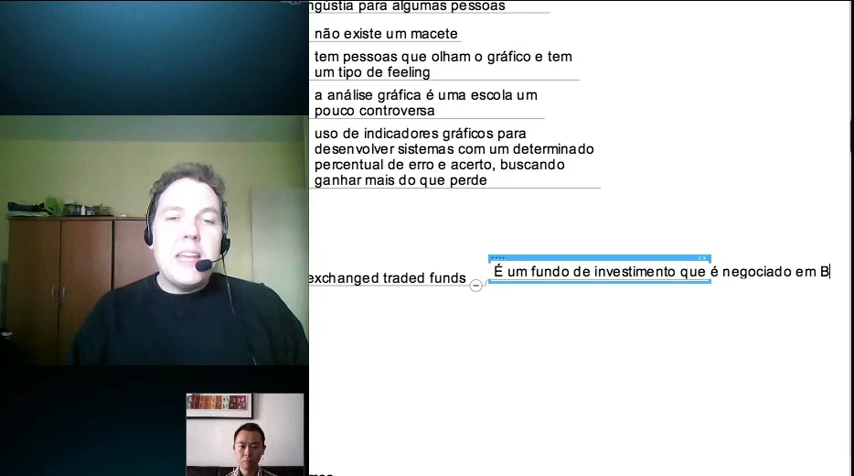 ngústia para algumas pessoas
não existe um macete
tem pessoas que olham o gráfico e tem
um tipo de feeling
a análise gráfica é uma escola um
pouco controversa
uso de indicadores gráficos para
desenvolver sistemas com um determinado
percentual de erro e acerto, buscando
ganhar mais do que perde
exchanged traded funds
É um fundo de investimento que é negociado em B